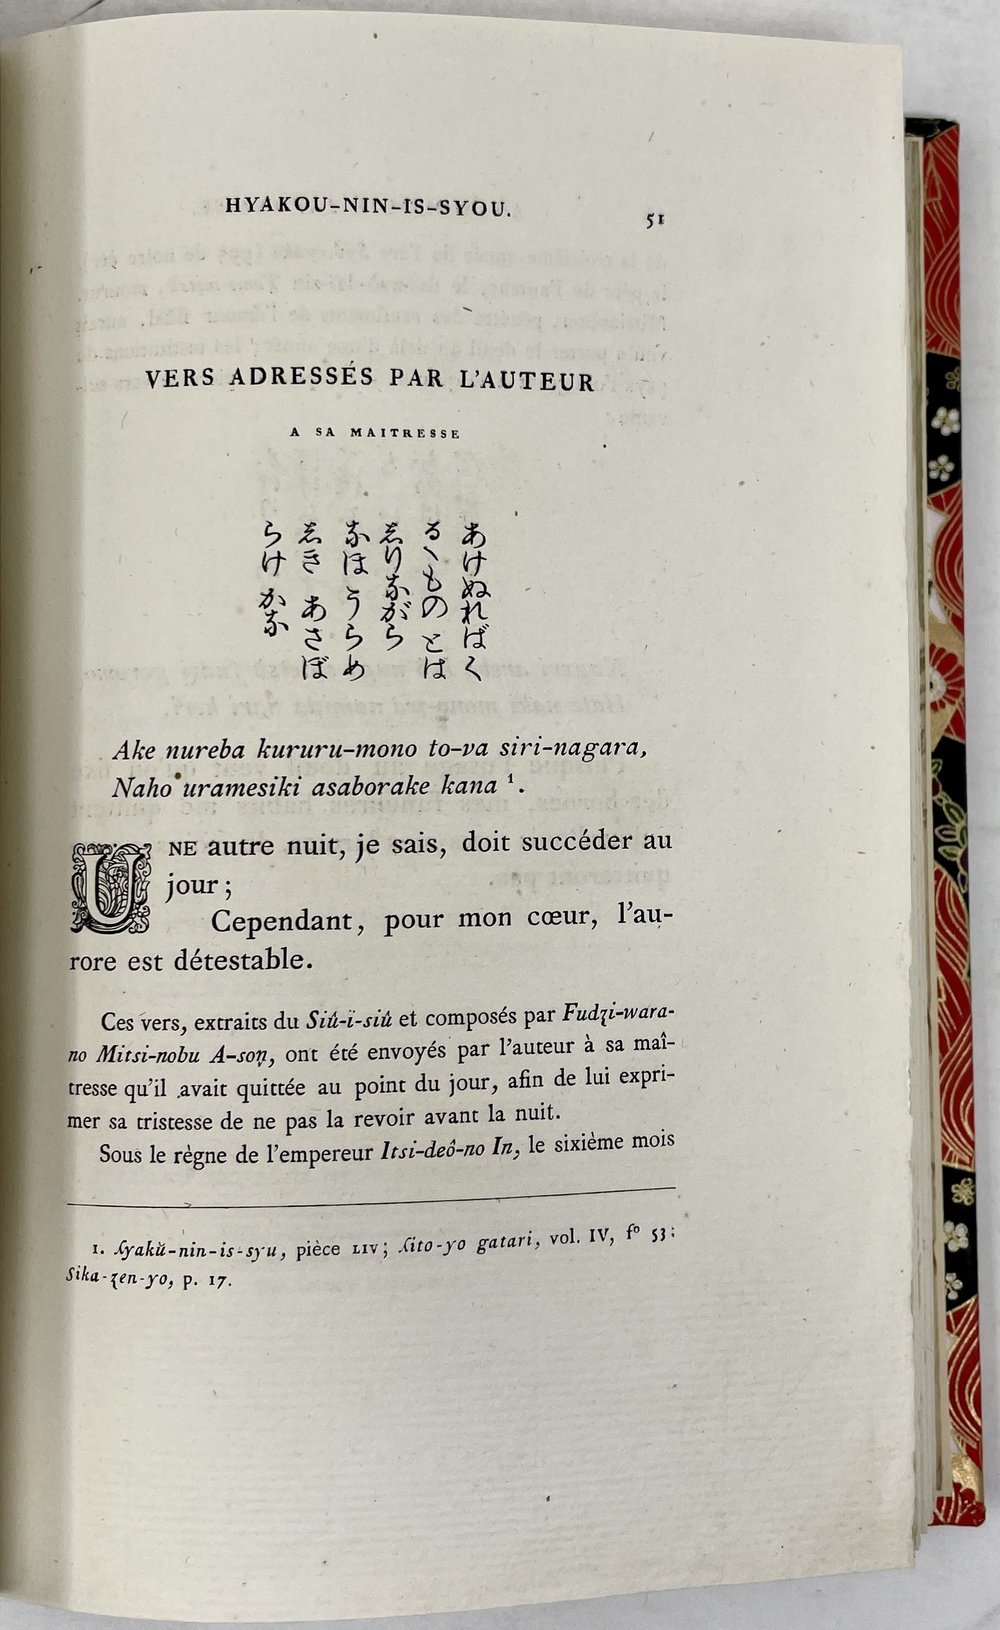 HYAKOU-NIN-IS-SYOU.
51
VERS ADRESSÉS PAR L'AUTEUR
A SA MAITRESSE
あけぬればく
るゝものとは
ゑりながら
なほうらめ
ゑきあさぼ
らけかな
Ake nureba kururu-mono to-va siri-nagara,
Naho uramesiki asaborake kana ¹.
UNE autre nuit, je sais, doit succéder au
jour;
Cependant, pour mon cœur, l'au-
rore est détestable.
Ces vers, extraits du Siû-ï-siû et composés par Fudzi-wara-
no Mitsi-nobu A-son, ont été envoyés par l'auteur à sa maî-
tresse qu'il avait quittée au point du jour, afin de lui expri-
mer sa tristesse de ne pas la revoir avant la nuit.
Sous le règne de l'empereur Itsi-deô-no In, le sixième mois
1. Hyakŭ-nin-is-syu, pièce LIV; Hito-yo gatari, vol. IV, fº 53;
Sika-zen-yo, p. 17.